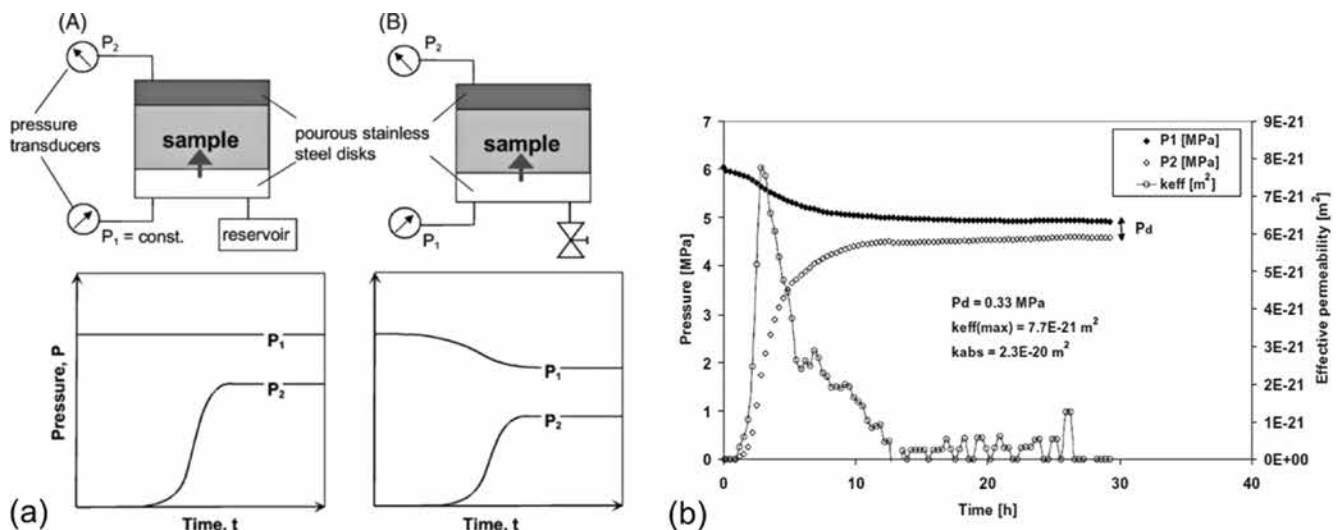 (A)
P2
pressure
transducers
sample
P1 = const.
reservoir
pourous stainless
steel disks
(B)
P2
sample
P1
Pressure, P
P1
P2
Time, t
P1
P2
Time, t
(a)
7
6
5
4
3
2
1
0
Pressure [MPa]
9E-21
8E-21
7E-21
6E-21
5E-21
4E-21
3E-21
2E-21
1E-21
0E+00
Effective permeability [m²]
P1 [MPa]
P2 [MPa]
keff [m²]
Pd
Pd = 0.33 MPa
keff(max) = 7.7E-21 m²
kabs = 2.3E-20 m²
0 10 20 30 40
Time [h]
(b)